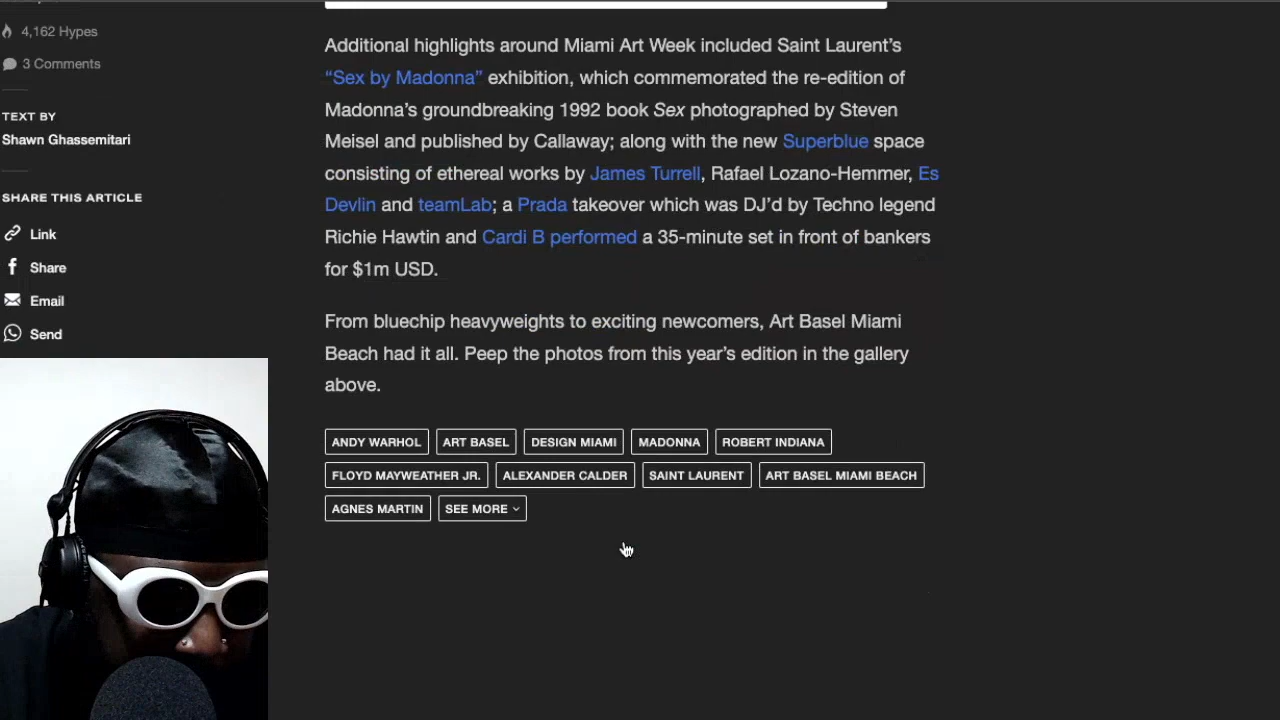 4,162 Hypes
3 Comments
TEXT BY
Shawn Ghassemitari
SHARE THIS ARTICLE
Link
Share
Email
Send
Additional highlights around Miami Art Week included Saint Laurent’s
“Sex by Madonna” exhibition, which commemorated the re-edition of
Madonna’s groundbreaking 1992 book Sex photographed by Steven
Meisel and published by Callaway; along with the new Superblue space
consisting of ethereal works by James Turrell, Rafael Lozano-Hemmer, Es
Devlin and teamLab; a Prada takeover which was DJ’d by Techno legend
Richie Hawtin and Cardi B performed a 35-minute set in front of bankers
for $1m USD.
From bluechip heavyweights to exciting newcomers, Art Basel Miami
Beach had it all. Peep the photos from this year’s edition in the gallery
above.
ANDY WARHOL ART BASEL DESIGN MIAMI MADONNA ROBERT INDIANA
FLOYD MAYWEATHER JR. ALEXANDER CALDER SAINT LAURENT ART BASEL MIAMI BEACH
AGNES MARTIN SEE MORE